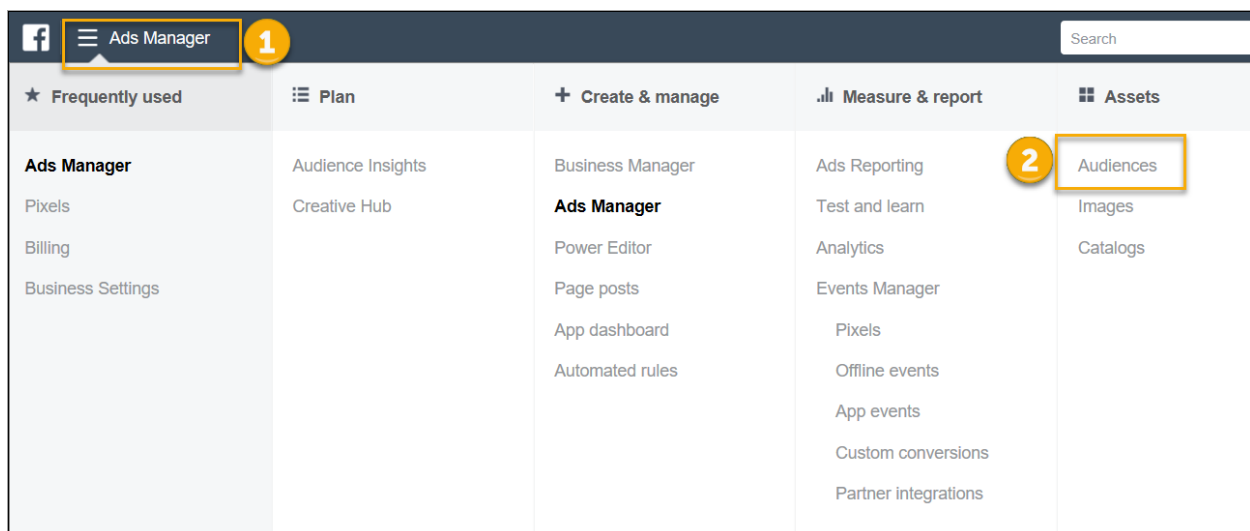 f
Ads Manager
1
Search
Frequently used
Plan
Create & manage
Measure & report
Assets
Ads Manager
Pixels
Billing
Business Settings
Audience Insights
Creative Hub
Business Manager
Ads Manager
Power Editor
Page posts
App dashboard
Automated rules
Ads Reporting
Test and learn
Analytics
Events Manager
Pixels
Offline events
App events
Custom conversions
Partner integrations
2
Audiences
Images
Catalogs